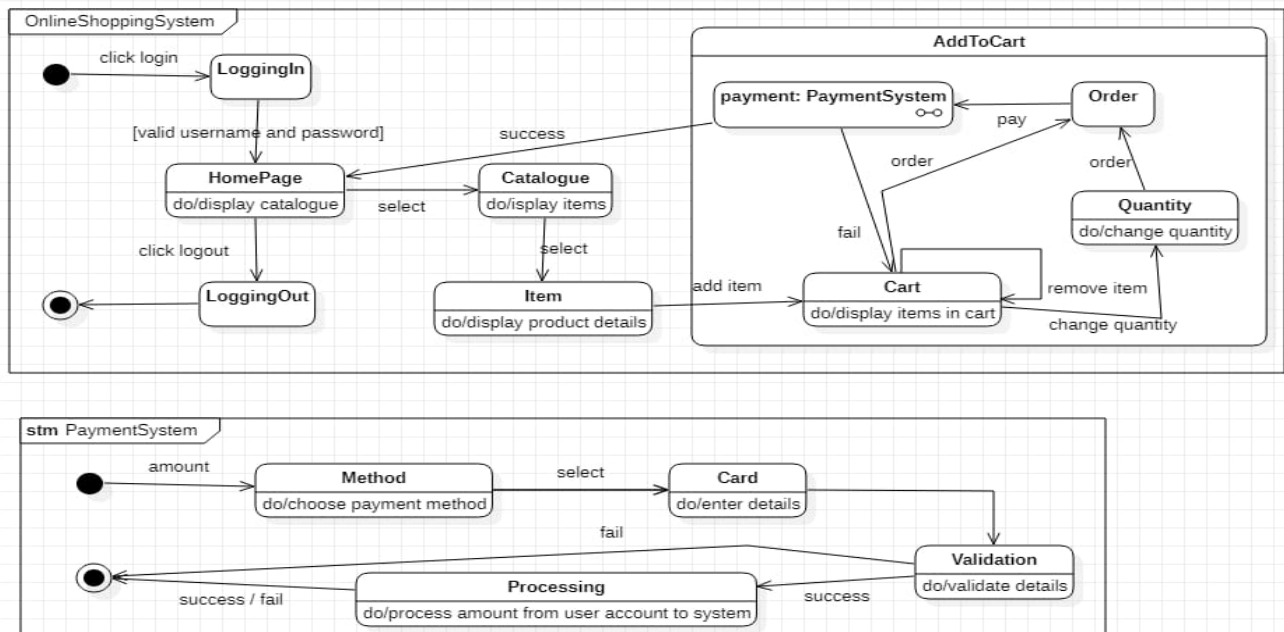 OnlineShoppingSystem
AddToCart
click login
LoggingIn
payment: PaymentSystem
Order
pay
[valid username and password]
success
order
order
HomePage
do/display catalogue
select
Catalogue
do/isplay items
Quantity
do/change quantity
click logout
select
fail
LoggingOut
Item
do/display product details
add item
Cart
do/display items in cart
remove item
change quantity
stm PaymentSystem
amount
Method
do/choose payment method
select
Card
do/enter details
fail
Validation
do/validate details
success / fail
Processing
do/process amount from user account to system
success